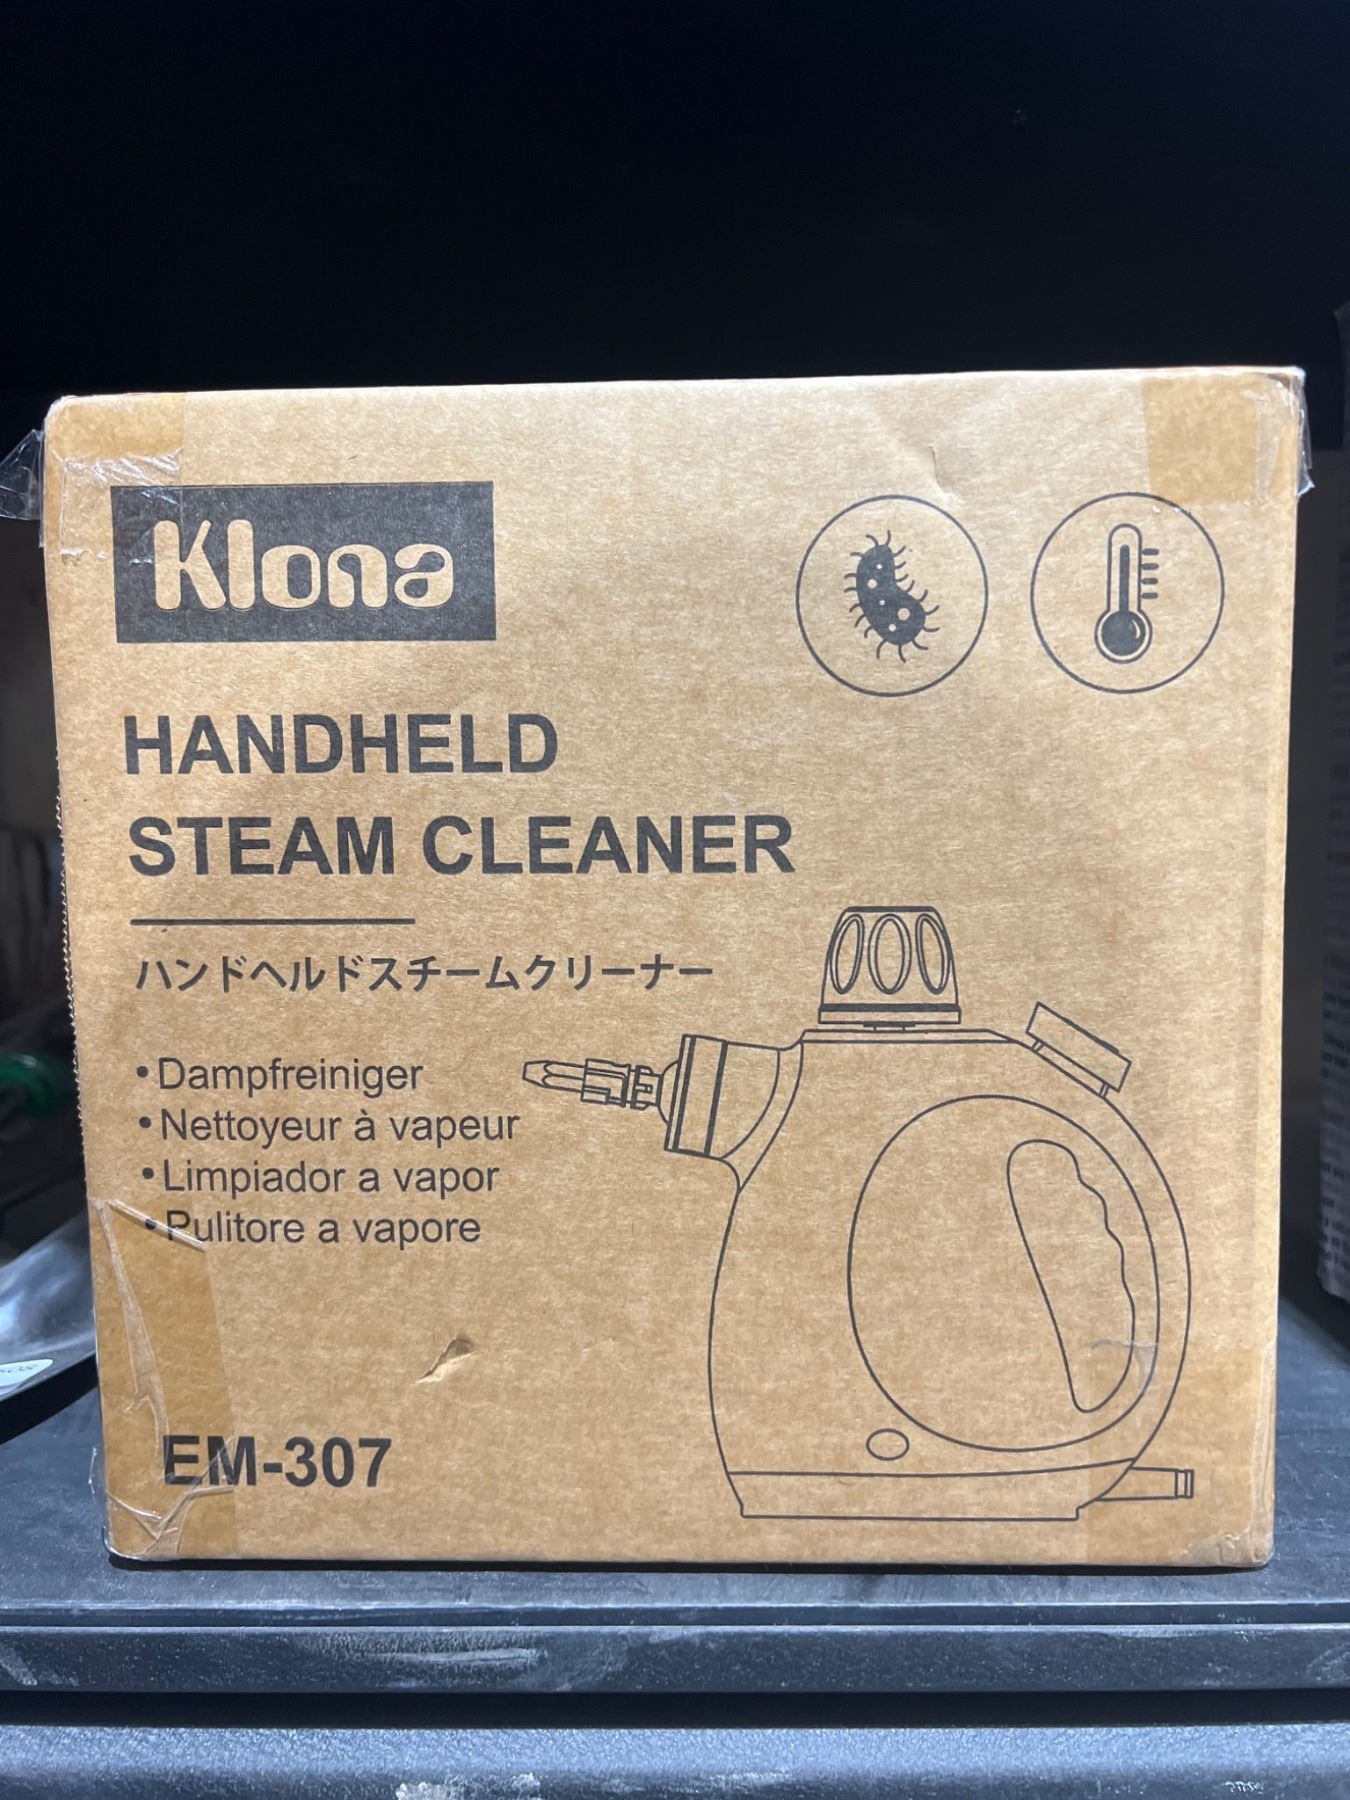 Klona
HANDHELD
STEAM CLEANER
ハンドヘルドスチームクリーナー
•Dampfreiniger
•Nettoyeur à vapeur
•Limpiador a vapor
•Pulitore a vapore
EM-307